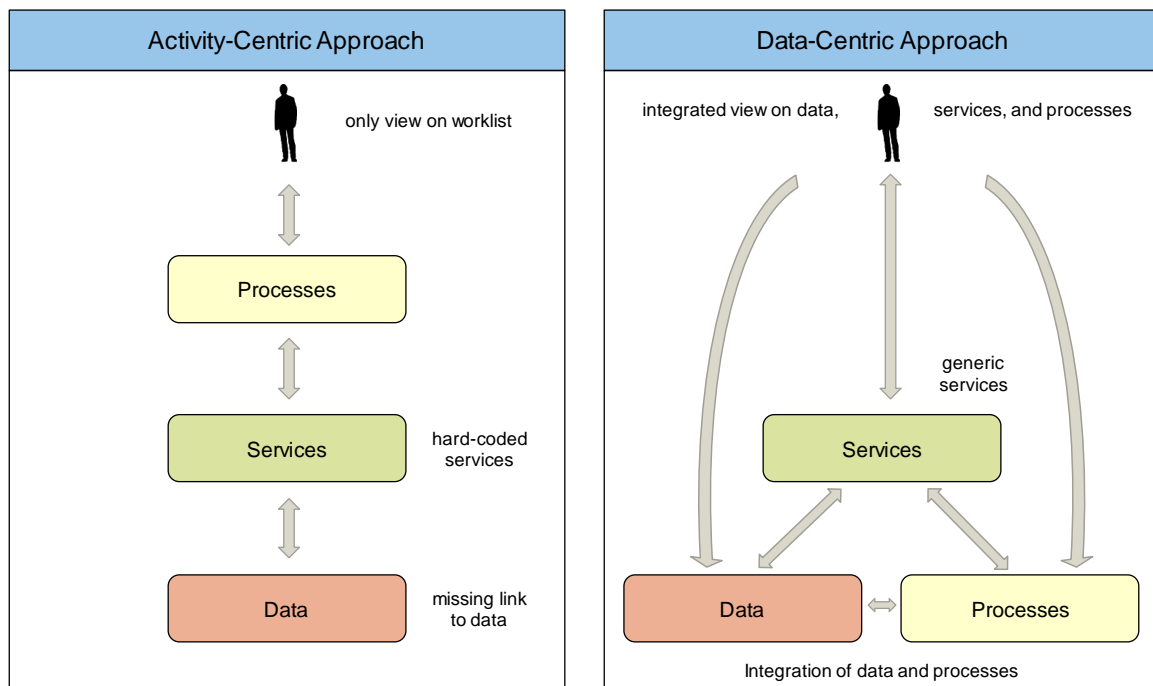 Activity-Centric Approach
only view on worklist
Processes
Services
hard-coded
services
Data
missing link
to data
Data-Centric Approach
integrated view on data,
services, and processes
generic
services
Services
Data
Processes
Integration of data and processes